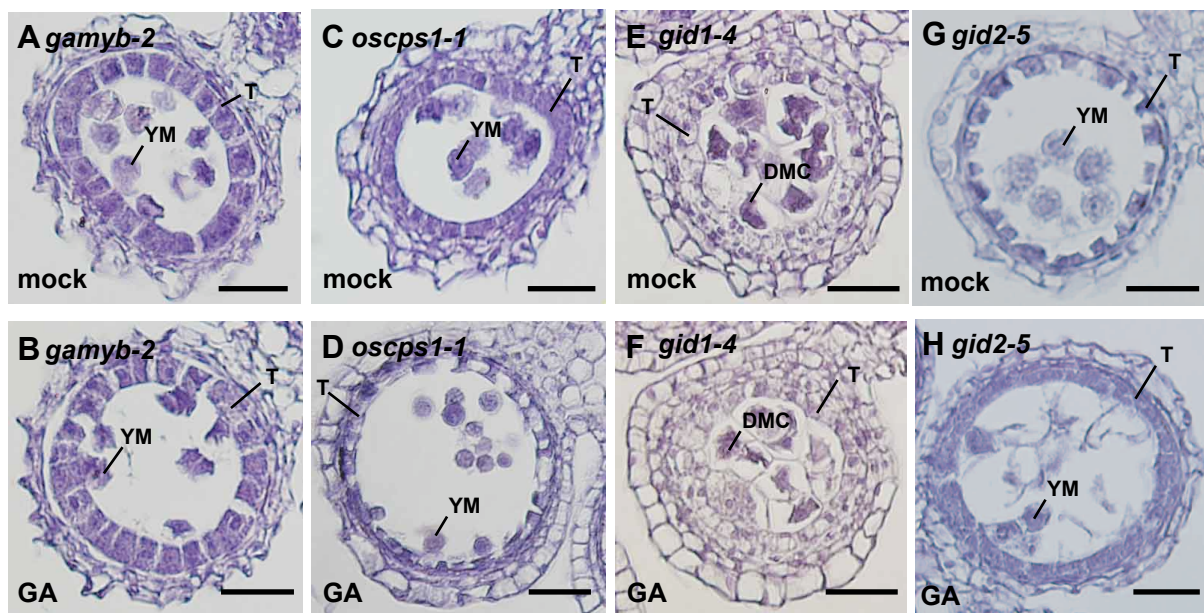 A gamyb-2
T
YM
mock
C oscps1-1
T
YM
mock
E gid1-4
T
DMC
mock
G gid2-5
T
YM
mock
B gamyb-2
T
YM
GA
D oscps1-1
T
YM
GA
F gid1-4
T
DMC
GA
H gid2-5
T
YM
GA